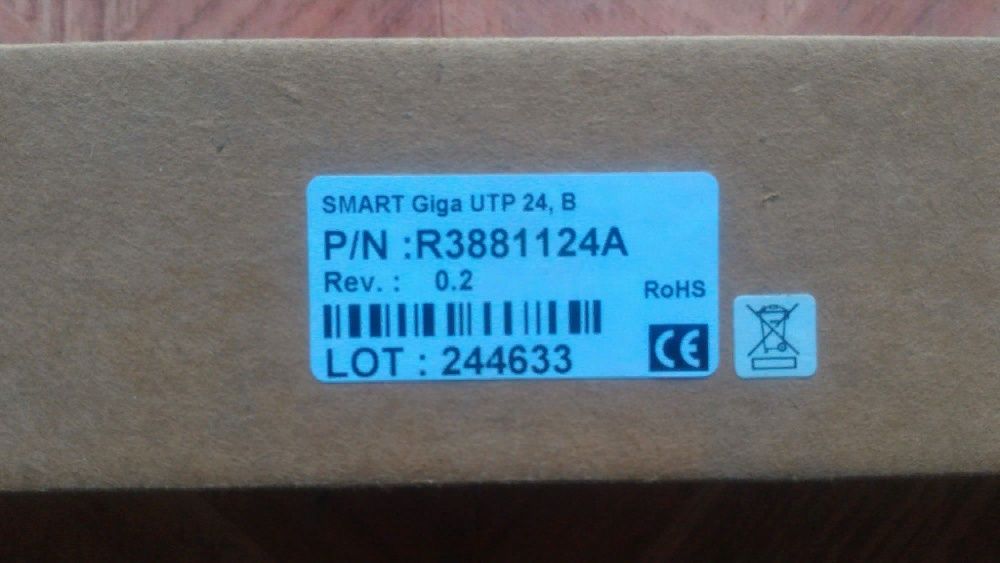 SMART Giga UTP 24, B
P/N :R3881124A
Rev. : 0.2
RoHS
LOT : 244633
CE